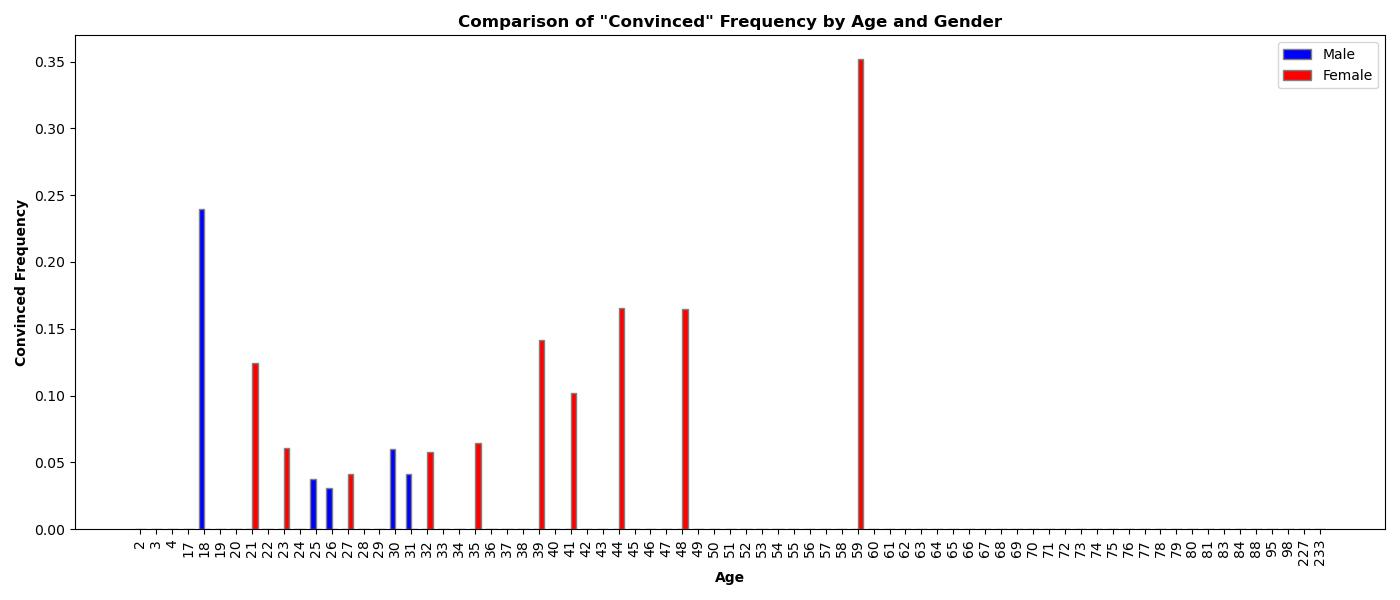 Comparison of "Convinced" Frequency by Age and Gender
Male
Female
Convinced Frequency
0.35
0.30
0.25
0.20
0.15
0.10
0.05
0.00
2 3 4 17 18 19 20 21 22 23 24 25 26 27 28 29 30 31 32 33 34 35 36 37 38 39 40 41 42 43 44 45 46 47 48 49 50 51 52 53 54 55 56 57 58 59 60 61 62 63 64 65 66 67 68 69 70 71 72 73 74 75 76 77 78 79 80 81 83 84 88 95 98 227 233
Age